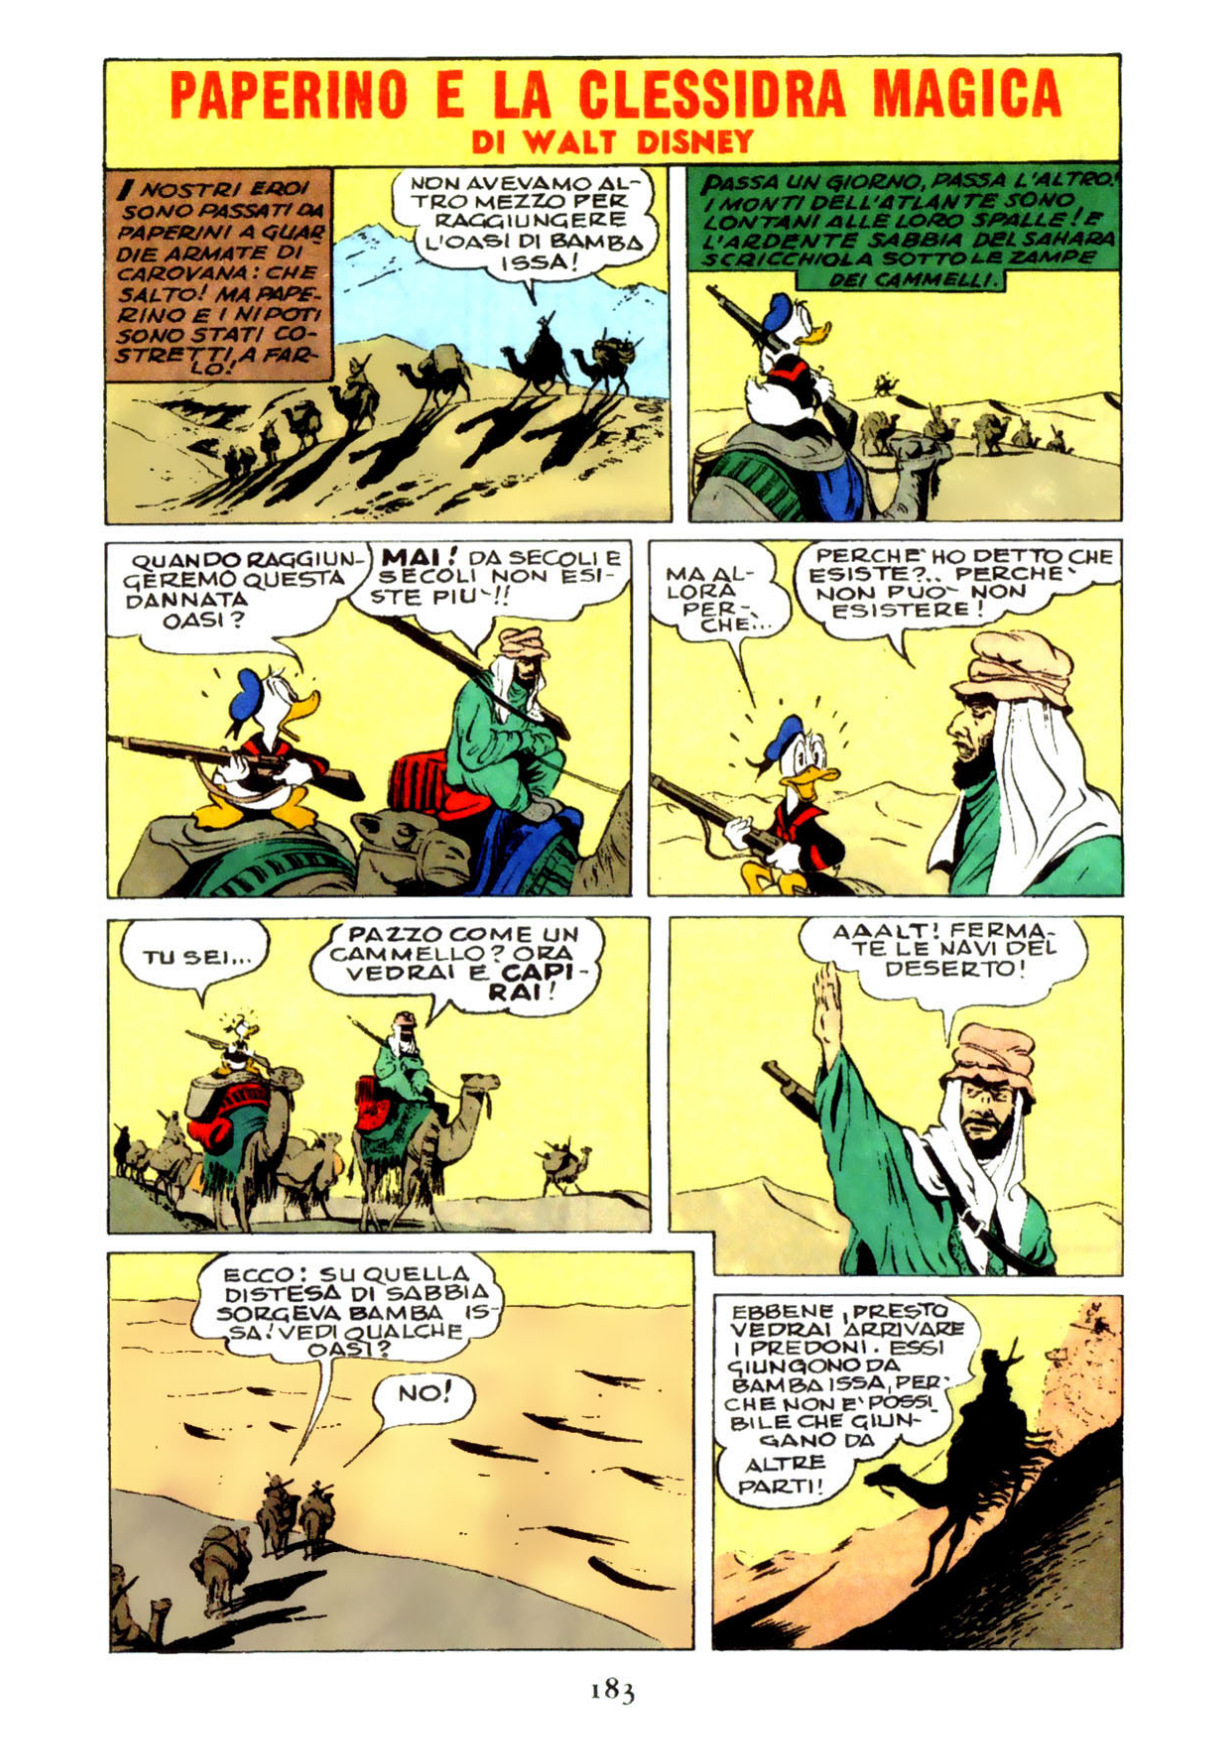 PAPERINO E LA CLESSIDRA MAGICA
DI WALT DISNEY
I NOSTRI EROI
SONO PASSATI DA
PAPERINI A GUAR
DIE ARMATE DI
CAROVANA: CHE
SALTO! MA PAPE-
RINO E I NIPOTI
SONO STATI CO-
STRETTI A FAR-
LO!
NON AVEVAMO AL-
TRO MEZZO PER
RAGGIUNGERE
L'OASI DI BAMBA
ISSA!
PASSA UN GIORNO, PASSA L'ALTRO!
I MONTI DELL'ATLANTE SONO
LONTANI ALLE LORO SPALLE! E
L'ARDENTE SABBIA DEL SAHARA
SCRICCHIOLA SOTTO LE ZAMPE
DEI CAMMELLI.
QUANDO RAGGIUN-
GEREMO QUESTA
DANNATA
OASI?
MAI! DA SECOLI E
SECOLI NON ESI-
STE PIU'!!
MA AL-
LORA
PER-
CHE...
PERCHE' HO DETTO CHE
ESISTE?.. PERCHE'
NON PUO' NON
ESISTERE!
TU SEI...
PAZZO COME UN
CAMMELLO? ORA
VEDRAI E CAPI-
RAI!
AAALT! FERMA-
TE LE NAVI DEL
DESERTO!
ECCO: SU QUELLA
DISTESA DI SABBIA
SORGEVA BAMBA IS-
SA! VEDI QUALCHE
OASI?
NO!
EBBENE, PRESTO
VEDRAI ARRIVARE
I PREDONI. ESSI
GIUNGONO DA
BAMBA ISSA, PER-
CHE NON E' POSSI
BILE CHE GIUN-
GANO DA
ALTRE
PARTI!
183